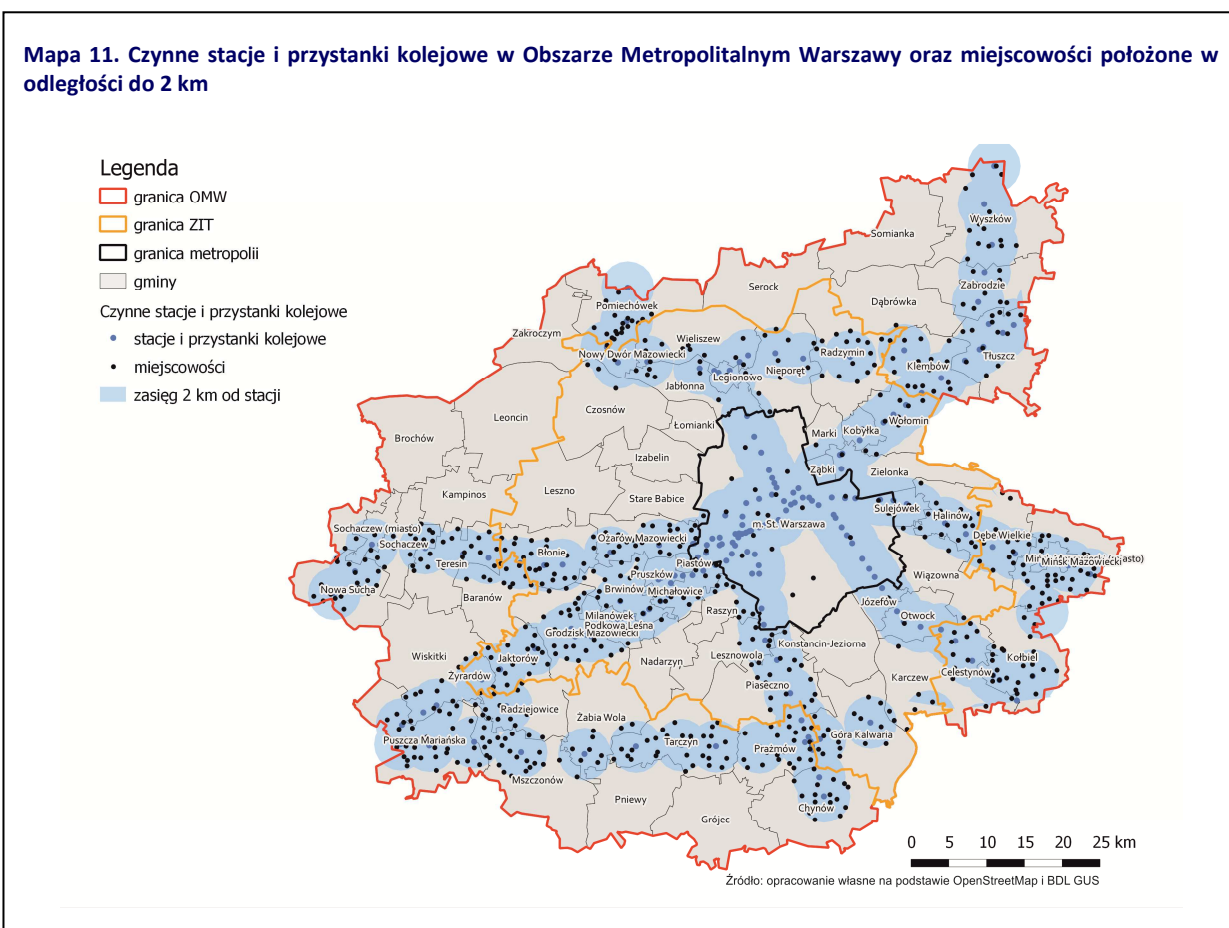 Mapa 11. Czynne stacje i przystanki kolejowe w Obszarze Metropolitalnym Warszawy oraz miejscowości położone w
odległości do 2 km
Legenda
granica OMW
granica ZIT
granica metropolii
gminy
Czynne stacje i przystanki kolejowe
stacje i przystanki kolejowe
miejscowości
zasięg 2 km od stacji
Wyszków
Somianka
Zabrodzie
Serock
Dąbrówka
Pomiechówek
Zakroczym
Wieliszew
Nowy Dwór Mazowiecki
Radzymin
Tłuszcz
Klembów
Nieporęt
Legionowo
Jabłonna
Leoncin
Czosnów
Łomianki
Wołomin
Kobyłka
Marki
Brochów
Izabelin
Ząbki
Zielonka
Kampinos
Leszno
Stare Babice
Sulejówek
Halinów
m. St. Warszawa
Sochaczew (miasto)
Sochaczew
Ożarów Mazowiecki
Dębe Wielkie
Błonie
Teresin
Piastów
Mińsk Mazowiecki
Pruszków
Wiązowna
Nowa Sucha
Brwinów
Michałowice
Baranów
Józefów
Raszyn
Otwock
Milanówek
Podkowa Leśna
Grodzisk Mazowiecki
Konstancin-Jeziorna
Wiskitki
Jaktorów
Nadarzyn
Lesznowola
Kołbiel
Żyrardów
Celestynów
Karczew
Piaseczno
Radziejowice
Żabia Wola
Góra Kalwaria
Puszcza Mariańska
Tarczyn
Prażmów
Mszczonów
Pniewy
Chynów
Grójec
0 5 10 15 20 25 km
Źródło: opracowanie własne na podstawie OpenStreetMap i BDL GUS